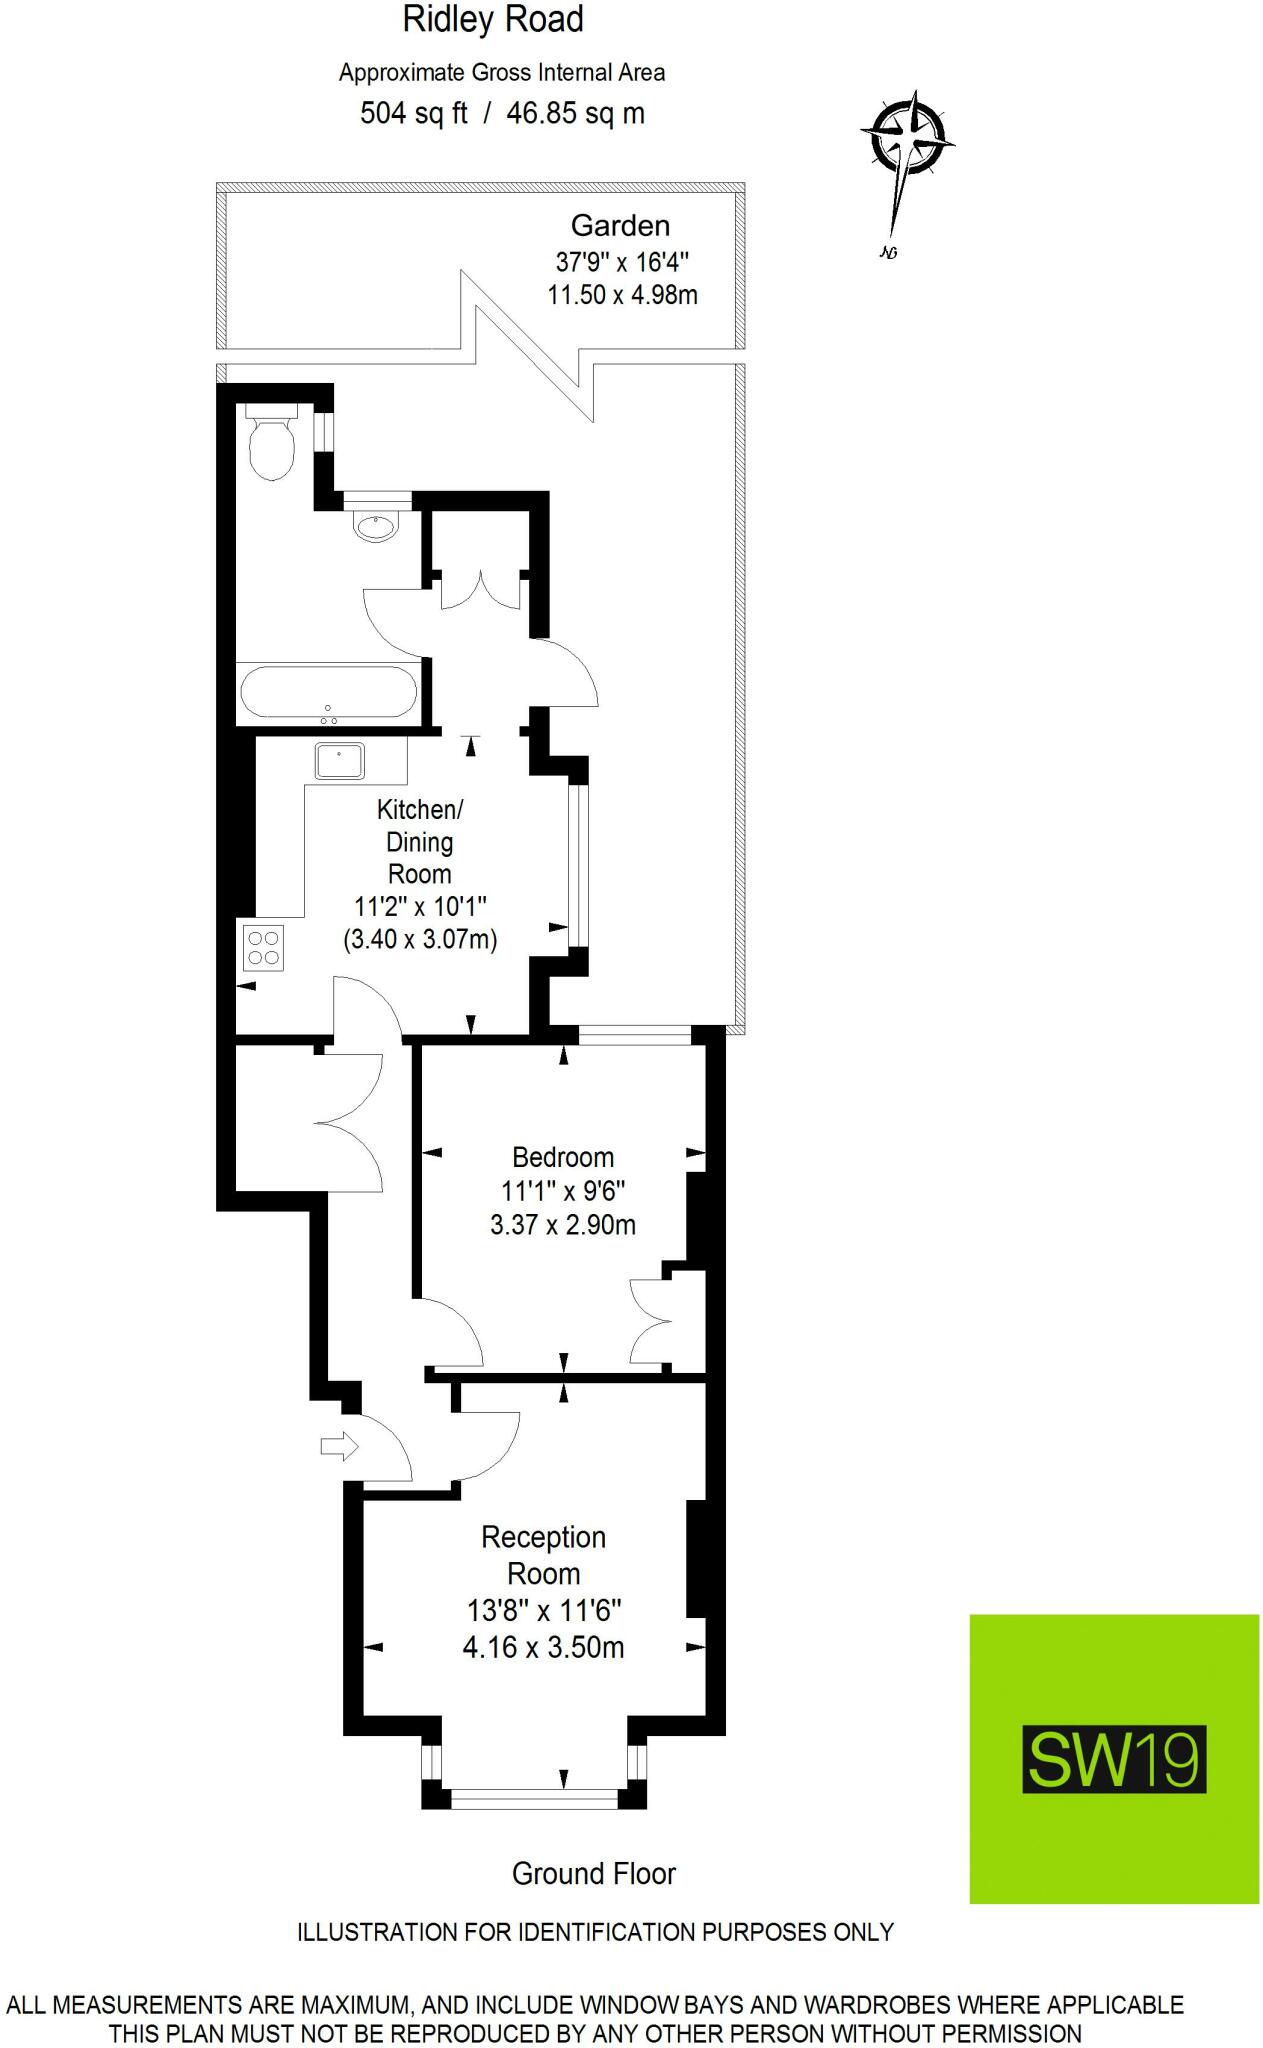 Ridley Road
Approximate Gross Internal Area
504 sq ft / 46.85 sq m
N
Garden
37'9" x 16'4"
11.50 x 4.98m
Kitchen/
Dining
Room
11'2" x 10'1"
(3.40 x 3.07m)
Bedroom
11'1" x 9'6"
3.37 x 2.90m
Reception
Room
13'8" x 11'6"
4.16 x 3.50m
SW19
Ground Floor
ILLUSTRATION FOR IDENTIFICATION PURPOSES ONLY
ALL MEASUREMENTS ARE MAXIMUM, AND INCLUDE WINDOW BAYS AND WARDROBES WHERE APPLICABLE
THIS PLAN MUST NOT BE REPRODUCED BY ANY OTHER PERSON WITHOUT PERMISSION